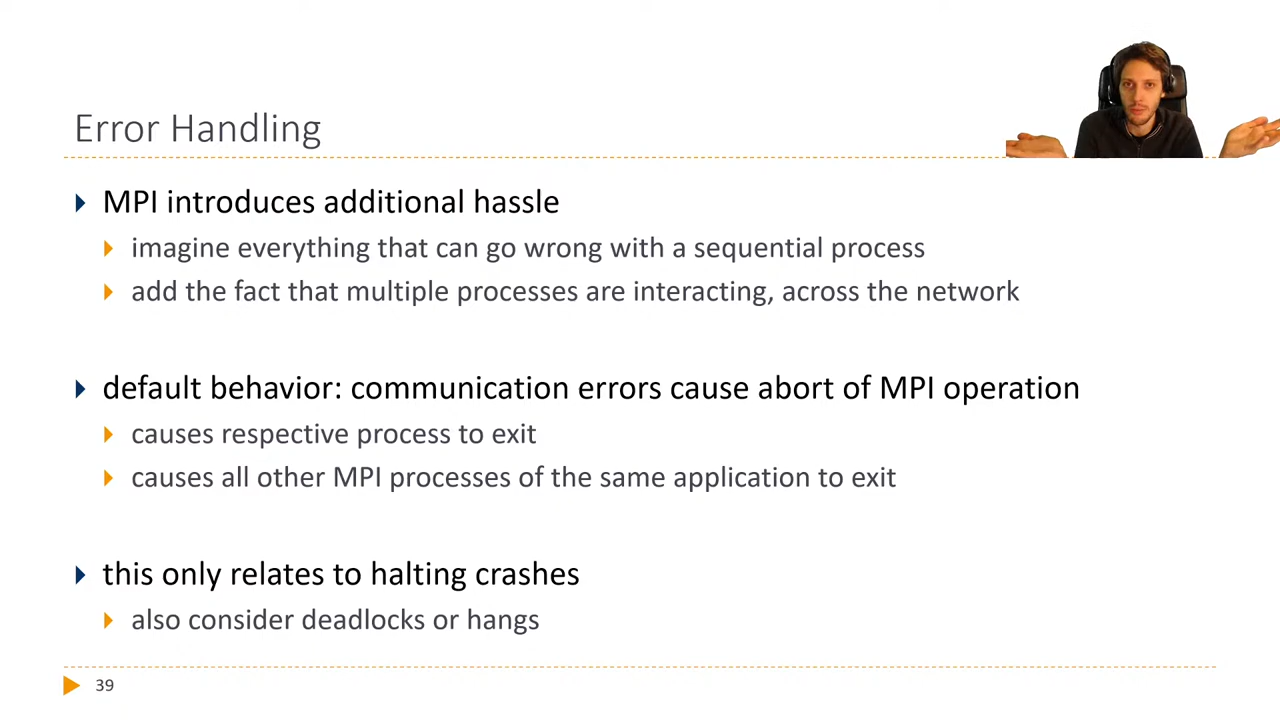 Error Handling
MPI introduces additional hassle
imagine everything that can go wrong with a sequential process
add the fact that multiple processes are interacting, across the network
default behavior: communication errors cause abort of MPI operation
causes respective process to exit
causes all other MPI processes of the same application to exit
this only relates to halting crashes
also consider deadlocks or hangs
39